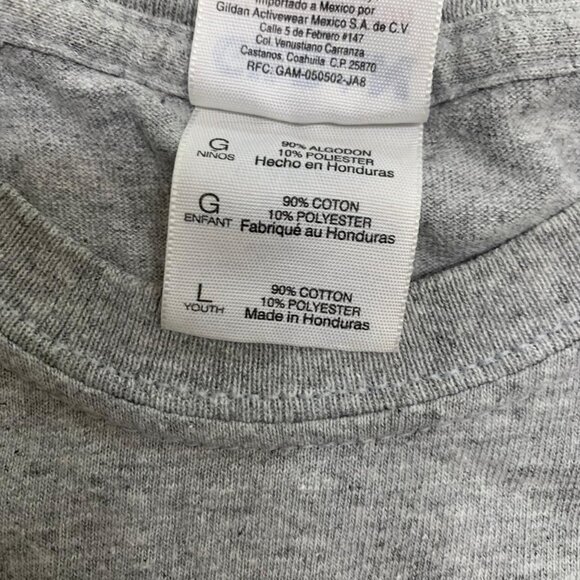 Importado a Mexico por
Gildan Activewear Mexico S.A. de C.V
Calle 5 de Febrero #147
Col. Venustiano Carranza
Castanos, Coahuila C.P. 25870
RFC: GAM-050502-JA8
G
NINOS
90% ALGODON
10% POLIESTER
Hecho en Honduras
G
ENFANT
90% COTON
10% POLYESTER
Fabriqué au Honduras
L
YOUTH
90% COTTON
10% POLYESTER
Made in Honduras